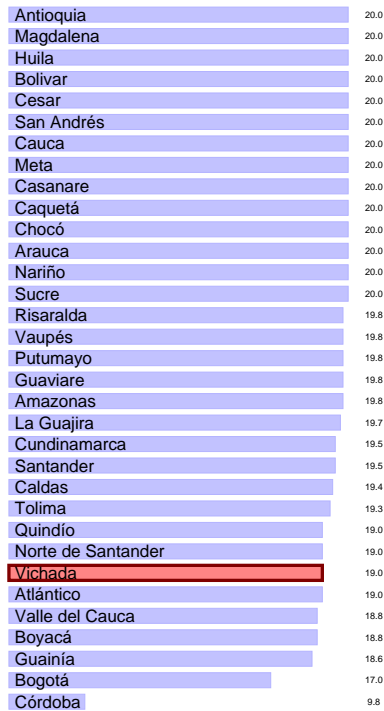 Antioquia 20.0
Magdalena 20.0
Huila 20.0
Bolivar 20.0
Cesar 20.0
San Andrés 20.0
Cauca 20.0
Meta 20.0
Casanare 20.0
Caquetá 20.0
Chocó 20.0
Arauca 20.0
Nariño 20.0
Sucre 20.0
Risaralda 19.8
Vaupés 19.8
Putumayo 19.8
Guaviare 19.8
Amazonas 19.8
La Guajira 19.7
Cundinamarca 19.5
Santander 19.5
Caldas 19.4
Tolima 19.3
Quindío 19.0
Norte de Santander 19.0
Vichada 19.0
Atlántico 19.0
Valle del Cauca 18.8
Boyacá 18.8
Guainía 18.6
Bogotá 17.0
Córdoba 9.8